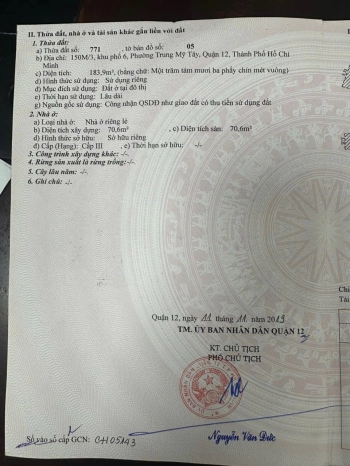 II. Thửa đất, nhà ở và tài sản khác gắn liền với đất
1. Thửa đất:
a) Thửa đất số: 771 , tờ bản đồ số: 05
b) Địa chỉ: 150M/3, khu phố 6, Phường Trung Mỹ Tây, Quận 12, Thành Phố Hồ Chí
Minh
c) Diện tích: 183,9m², (bằng chữ: Một trăm tám mươi ba phẩy chín mét vuông)
d) Hình thức sử dụng: Sử dụng riêng
đ) Mục đích sử dụng: Đất ở tại đô thị
e) Thời hạn sử dụng: Lâu dài
g) Nguồn gốc sử dụng: Công nhận QSDĐ như giao đất có thu tiền sử dụng đất
2. Nhà ở:
a) Loại nhà ở: Nhà ở riêng lẻ
b) Diện tích xây dựng: 70,6m² , c) Diện tích sàn: 70,6m²
d) Hình thức sở hữu: Sở hữu riêng
đ) Cấp (Hạng): Cấp III , e) Thời hạn sở hữu: -/-
3. Công trình xây dựng khác: -/-
4. Rừng sản xuất là rừng trồng: -/-
5. Cây lâu năm: -/-
6. Ghi chú: -/-
Quận 12, ngày 11 tháng 11 năm 2013
TM. ỦY BAN NHÂN DÂN QUẬN 12
KT. CHỦ TỊCH
PHÓ CHỦ TỊCH
Nguyễn Văn Đức
Số vào sổ cấp GCN: CH05143